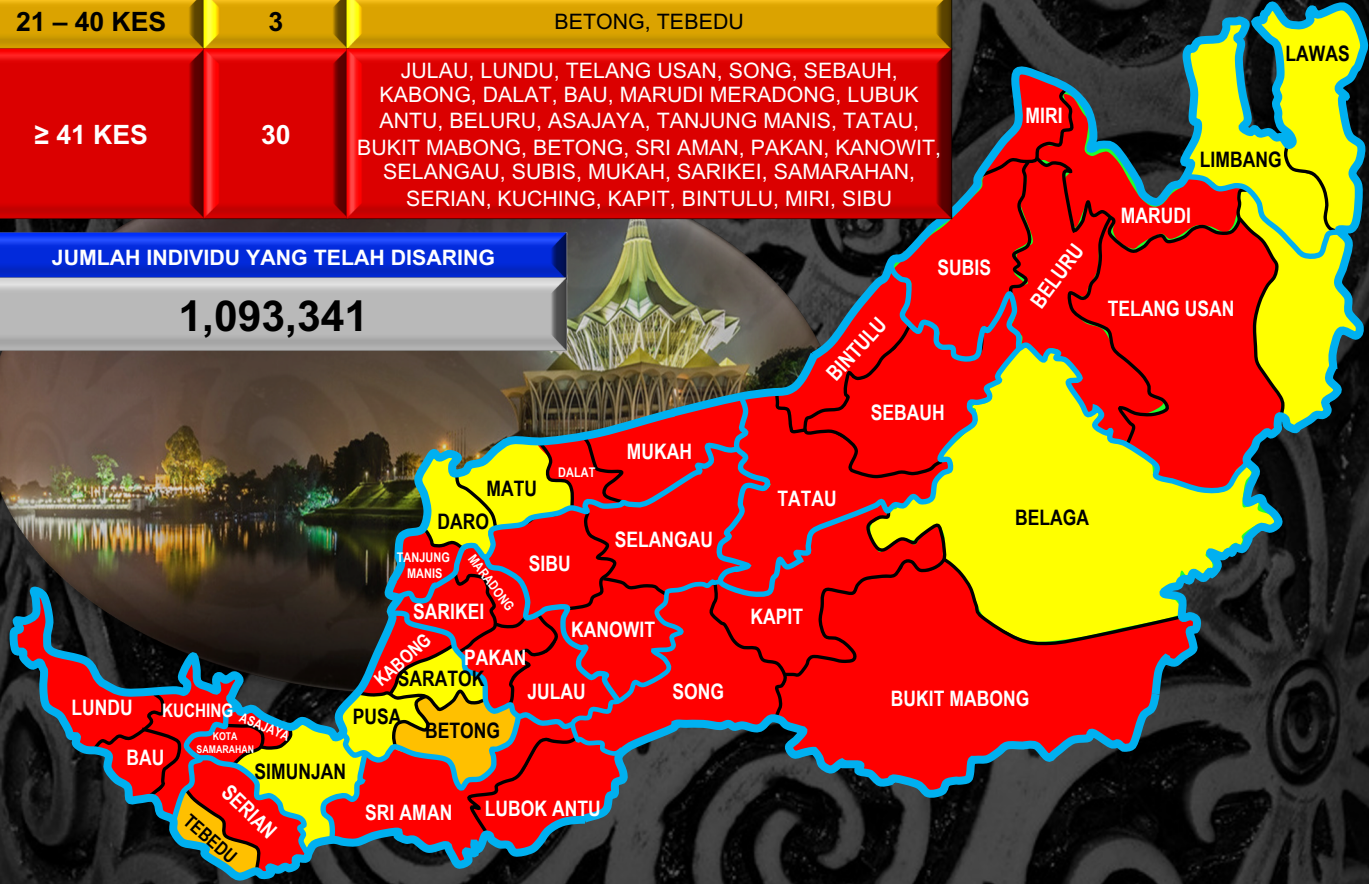 21 – 40 KES
3
BETONG, TEBEDU
≥ 41 KES
30
JULAU, LUNDU, TELANG USAN, SONG, SEBAUH,
KABONG, DALAT, BAU, MARUDI MERADONG, LUBUK
ANTU, BELURU, ASAJAYA, TANJUNG MANIS, TATAU,
BUKIT MABONG, BETONG, SRI AMAN, PAKAN, KANOWIT,
SELANGAU, SUBIS, MUKAH, SARIKEI, SAMARAHAN,
SERIAN, KUCHING, KAPIT, BINTULU, MIRI, SIBU
JUMLAH INDIVIDU YANG TELAH DISARING
1,093,341
LAWAS
MIRI
LIMBANG
MARUDI
SUBIS
BELURU
TELANG USAN
BINTULU
SEBAUH
MUKAH
DALAT
MATU
TATAU
DARO
BELAGA
SELANGAU
SIBU
TANJUNG
MANIS
MARADONG
SARIKEI
KAPIT
KANOWIT
KABONG
PAKAN
SARATOK
JULAU
SONG
BUKIT MABONG
LUNDU
KUCHING
ASAJAYA
PUSA
BETONG
KOTA
SAMARAHAN
BAU
SIMUNJAN
SERIAN
SRI AMAN
LUBOK ANTU
TEBEDU